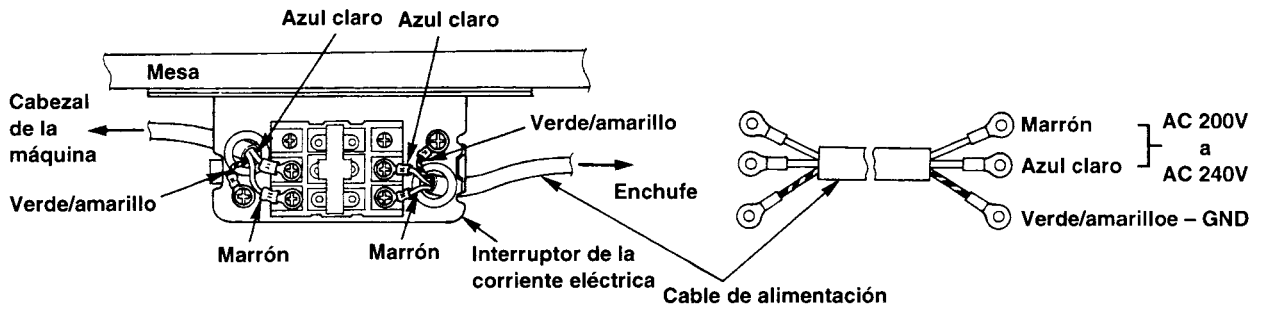 Azul claro
Azul claro
Mesa
Cabezal
de la
máquina
Verde/amarillo
Verde/amarillo
Enchufe
Marrón
Marrón
Interruptor de la
corriente eléctrica
Cable de alimentación
Marrón
Azul claro
AC 200V
a
AC 240V
Verde/amarilloe – GND